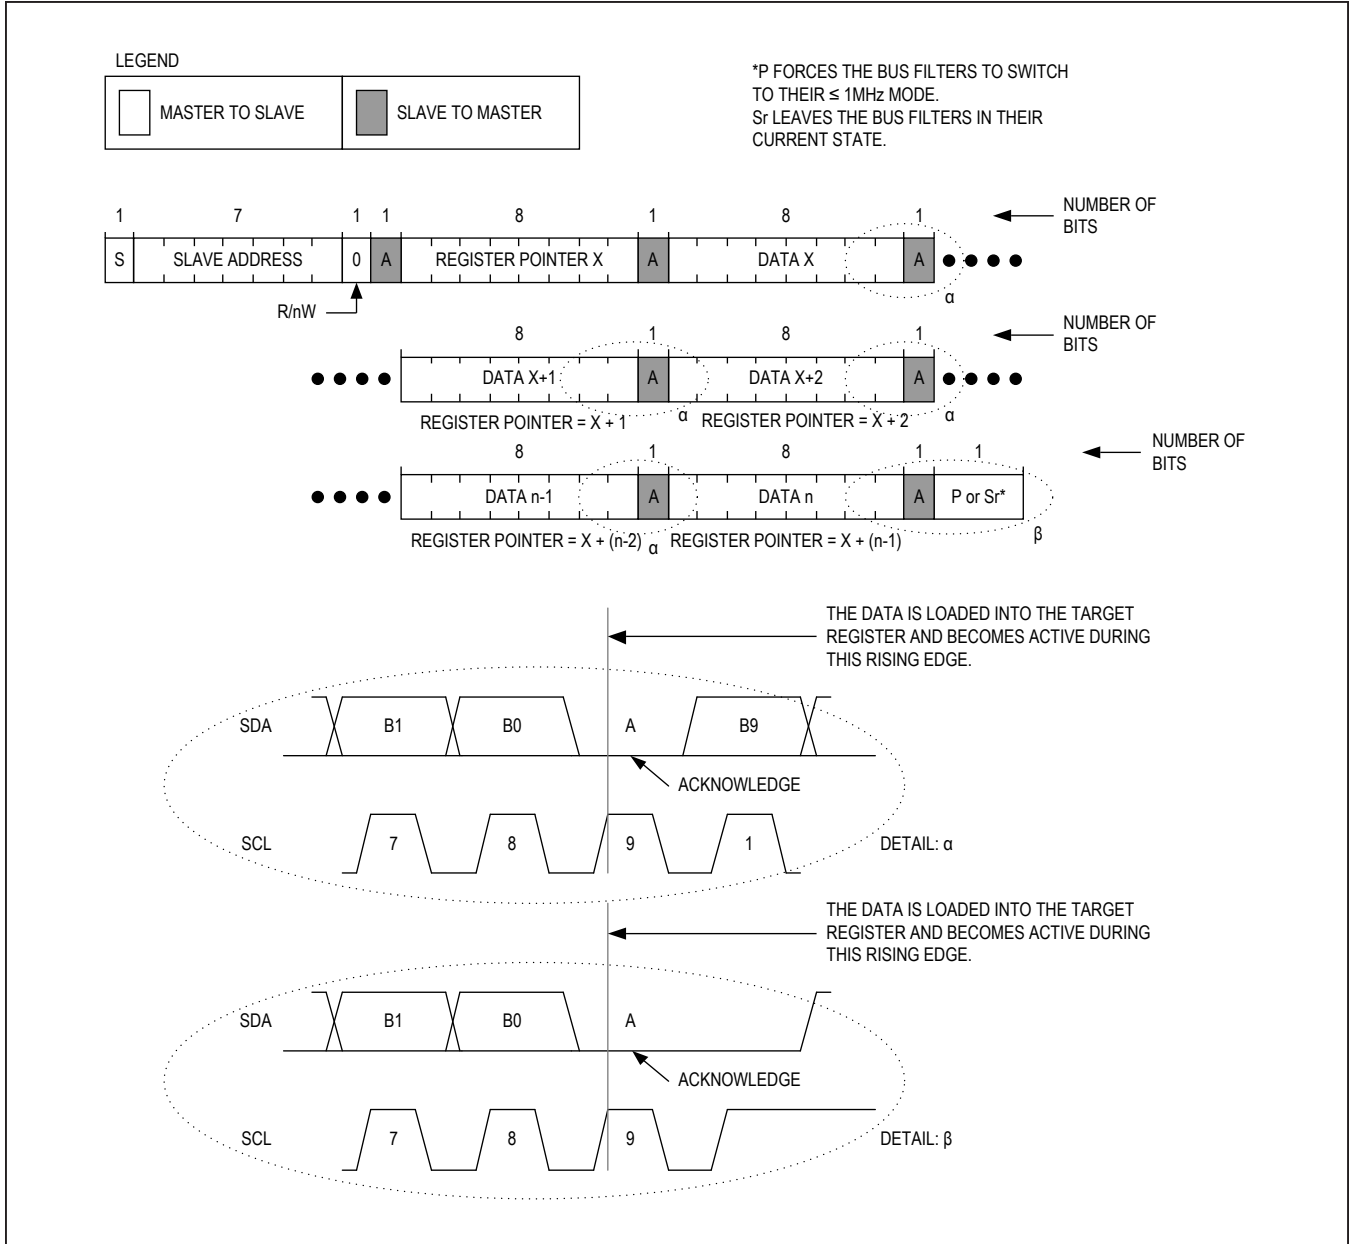 LEGEND
MASTER TO SLAVE
SLAVE TO MASTER
*P FORCES THE BUS FILTERS TO SWITCH
TO THEIR ≤ 1MHz MODE.
Sr LEAVES THE BUS FILTERS IN THEIR
CURRENT STATE.
1 7 1 1 8 1 8 1
NUMBER OF
BITS
S SLAVE ADDRESS 0 A REGISTER POINTER X A DATA X A
α
R/nW
8 1 8 1
NUMBER OF
BITS
DATA X+1 A DATA X+2 A
REGISTER POINTER = X + 1 α REGISTER POINTER = X + 2 α
8 1 8 1 1
NUMBER OF
BITS
DATA n-1 A DATA n A P or Sr*
REGISTER POINTER = X + (n-2) α REGISTER POINTER = X + (n-1) β
THE DATA IS LOADED INTO THE TARGET
REGISTER AND BECOMES ACTIVE DURING
THIS RISING EDGE.
SDA B1 B0 A B9
ACKNOWLEDGE
SCL 7 8 9 1 DETAIL: α
THE DATA IS LOADED INTO THE TARGET
REGISTER AND BECOMES ACTIVE DURING
THIS RISING EDGE.
SDA B1 B0 A
ACKNOWLEDGE
SCL 7 8 9 DETAIL: β